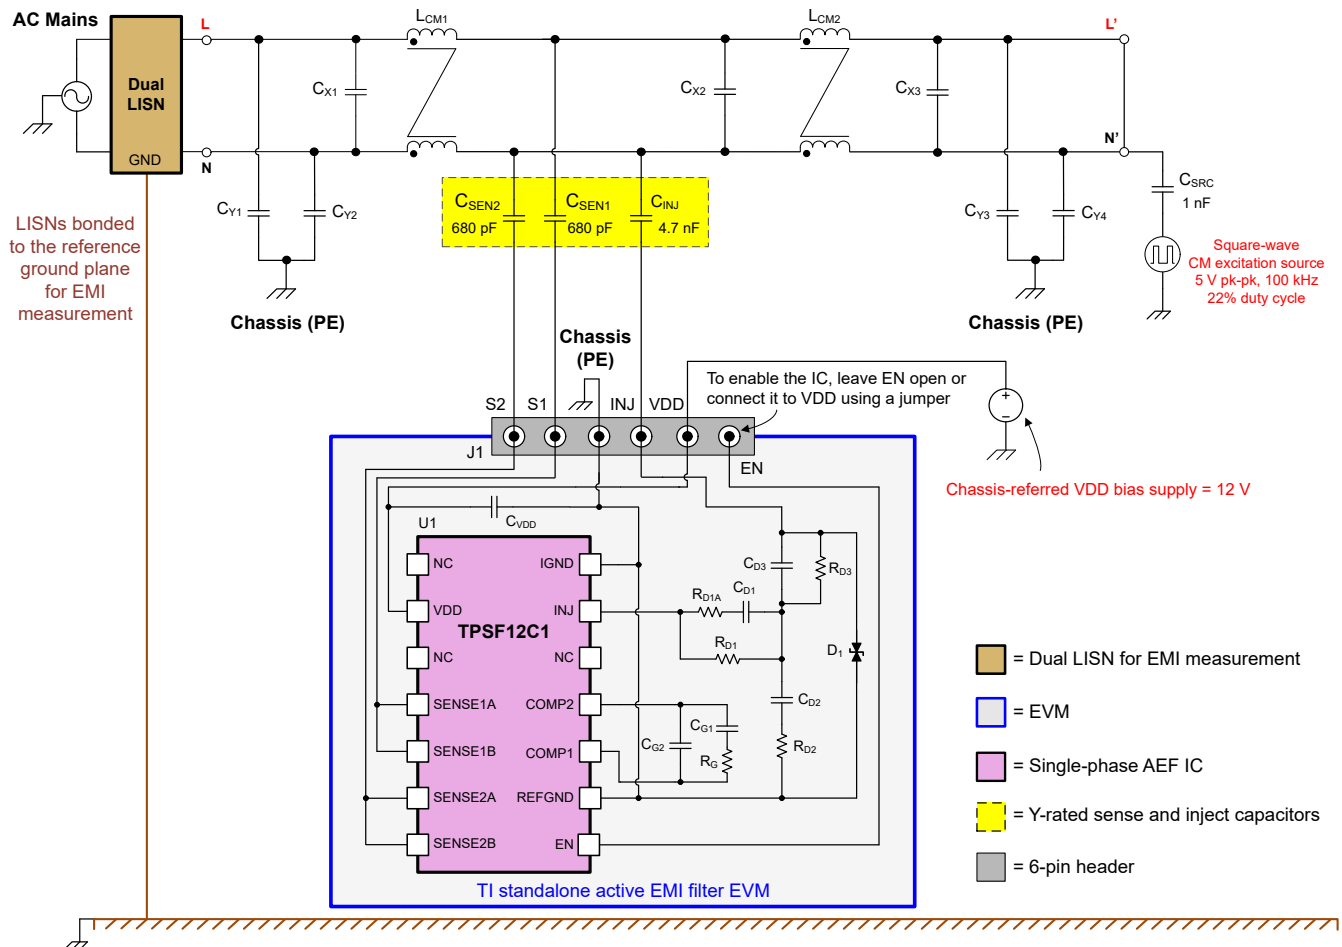 AC Mains
L
LCM1
LCM2
L'
Dual
LISN
GND
N
CX1
CX2
CX3
N'
CSRC
1 nF
CY1
CY2
CSEN2
680 pF
CSEN1
680 pF
CINJ
4.7 nF
CY3
CY4
Square-wave
CM excitation source
5 V pk-pk, 100 kHz
22% duty cycle
LISNs bonded
to the reference
ground plane
for EMI
measurement
Chassis (PE)
Chassis (PE)
Chassis
(PE)
To enable the IC, leave EN open or
connect it to VDD using a jumper
S2
S1
INJ
VDD
J1
EN
+
−
Chassis-referred VDD bias supply = 12 V
CVDD
U1
NC
IGND
VDD
INJ
TPSF12C1
NC
NC
SENSE1A
COMP2
SENSE1B
COMP1
SENSE2A
REFGND
SENSE2B
EN
CD3
RD3
RD1A
CD1
RD1
D1
CD2
RD2
CG1
CG2
RG
TI standalone active EMI filter EVM
= Dual LISN for EMI measurement
= EVM
= Single-phase AEF IC
= Y-rated sense and inject capacitors
= 6-pin header